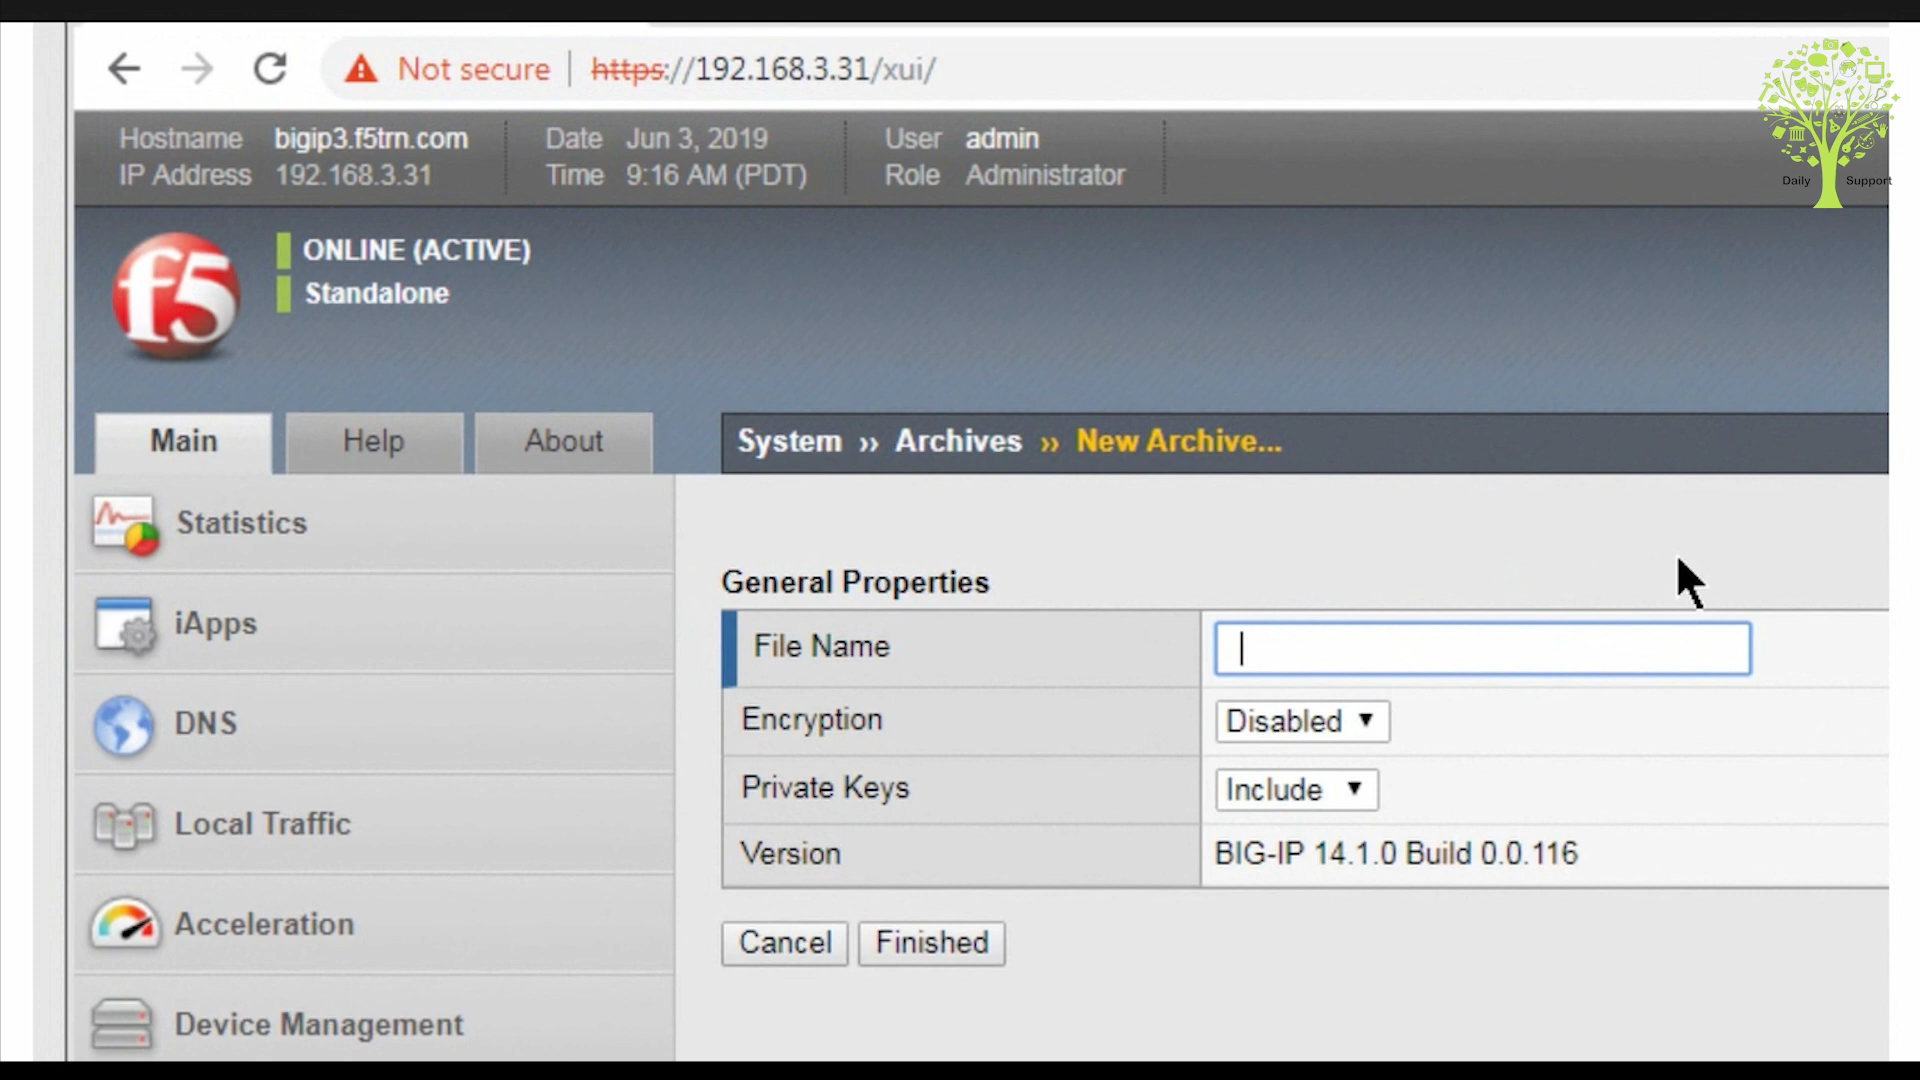 Not secure | https://192.168.3.31/xui/
Hostname bigip3.f5trn.com Date Jun 3, 2019 User admin
IP Address 192.168.3.31 Time 9:16 AM (PDT) Role Administrator
Daily Support
f5
ONLINE (ACTIVE)
Standalone
Main Help About
System ›› Archives ›› New Archive...
Statistics
iApps
DNS
Local Traffic
Acceleration
Device Management
General Properties
File Name
Encryption Disabled ▼
Private Keys Include ▼
Version BIG-IP 14.1.0 Build 0.0.116
Cancel Finished